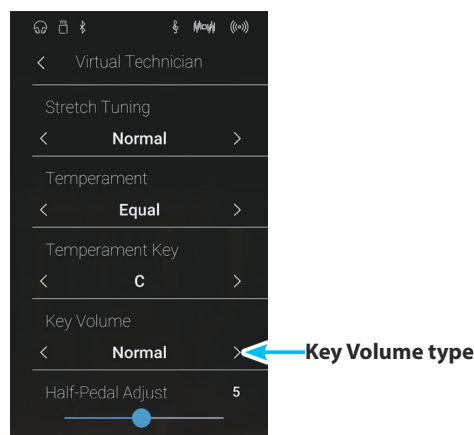 Virtual Technician
Stretch Tuning
Normal
Temperament
Equal
Temperament Key
C
Key Volume
Normal
Key Volume type
Half-Pedal Adjust 5